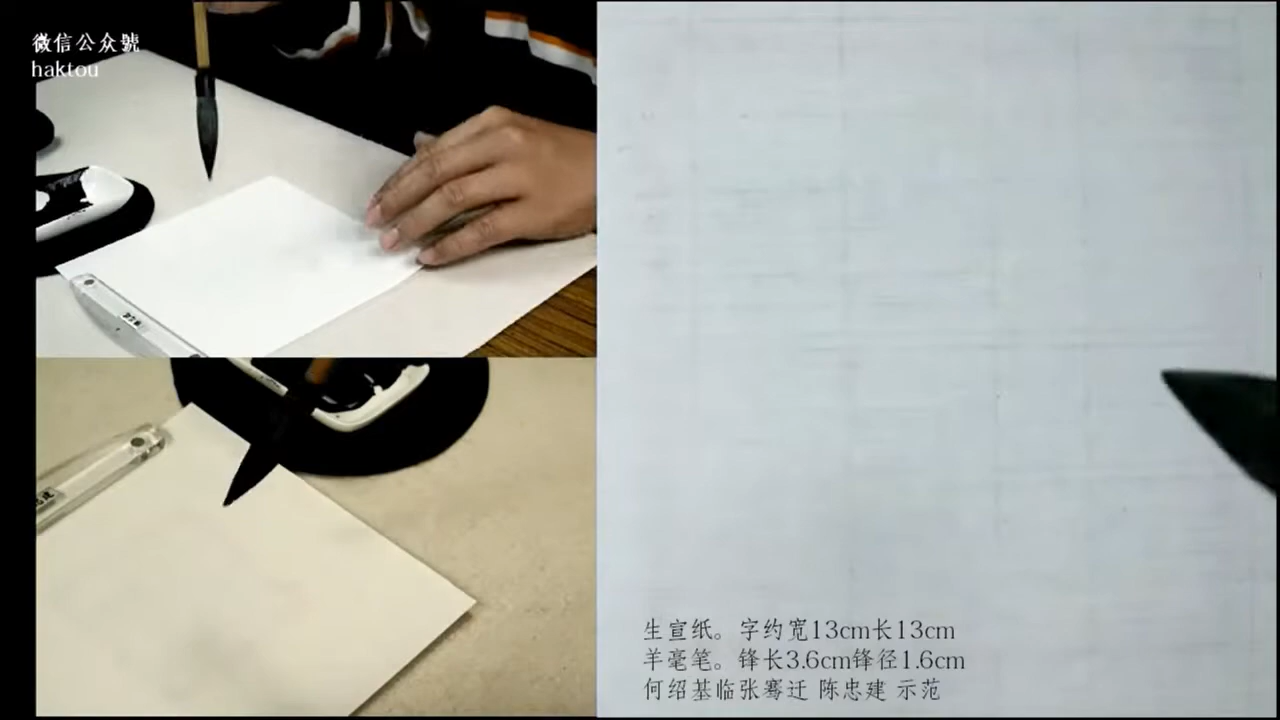 微信公众號
haktou
生宣纸。字约宽13cm长13cm
羊毫笔。锋长3.6cm锋径1.6cm
何绍基临张骞迁 陈忠建 示范